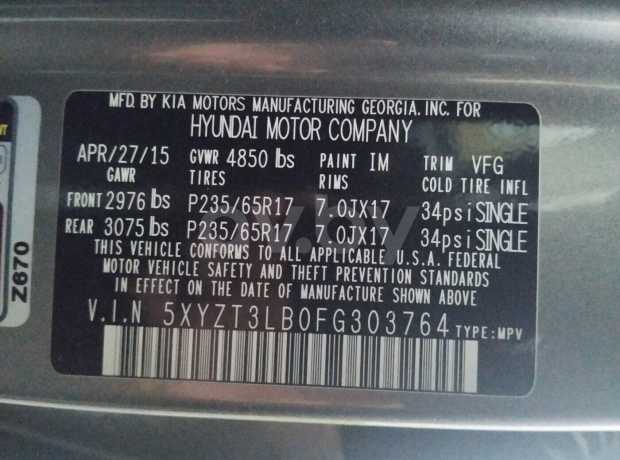 MFD. BY KIA MOTORS MANUFACTURING GEORGIA, INC. FOR
HYUNDAI MOTOR COMPANY
APR/27/15 GVWR 4850 lbs PAINT IM TRIM VFG
GAWR TIRES RIMS COLD TIRE INFL
FRONT 2976 lbs P235/65R17 7.0JX17 34psi SINGLE
REAR 3075 lbs P235/65R17 7.0JX17 34psi SINGLE
THIS VEHICLE CONFORMS TO ALL APPLICABLE U.S.A. FEDERAL
MOTOR VEHICLE SAFETY AND THEFT PREVENTION STANDARDS
IN EFFECT ON THE DATE OF MANUFACTURE SHOWN ABOVE
V.I.N 5XYZT3LB0FG303764 TYPE:MPV
Z670